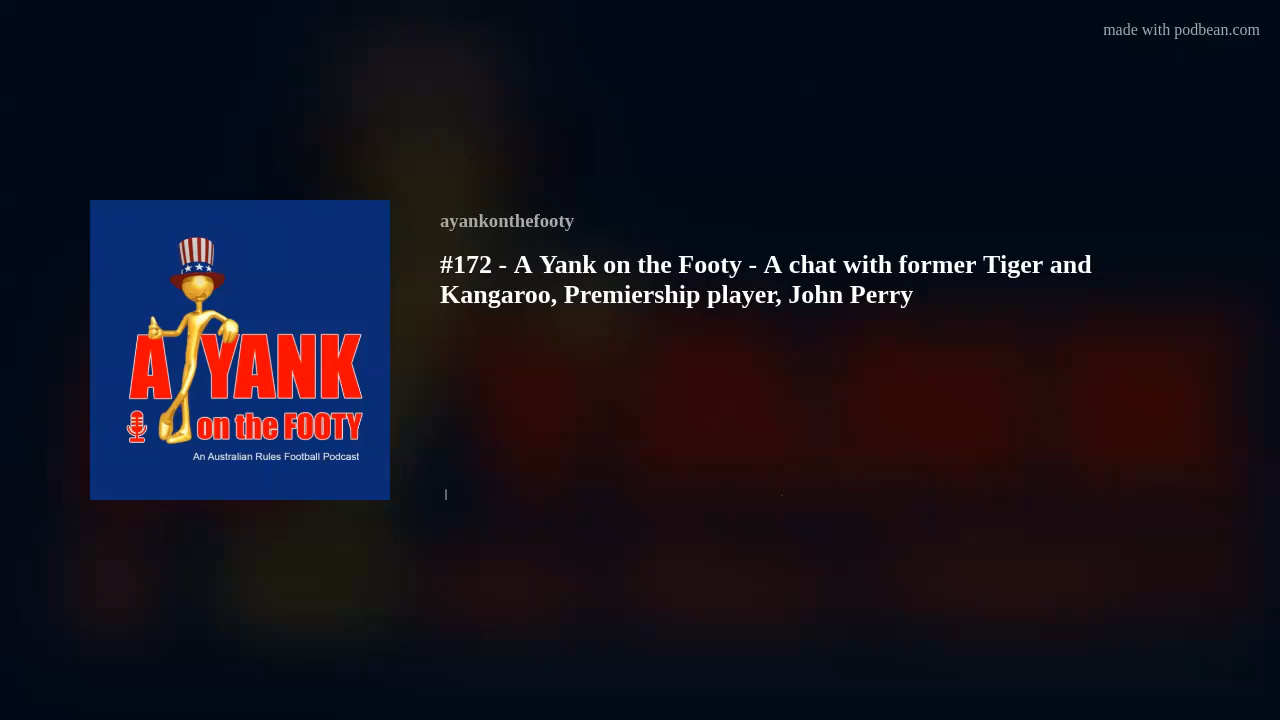 made with podbean.com
ayankonthefooty
#172 - A Yank on the Footy - A chat with former Tiger and
Kangaroo, Premiership player, John Perry
A YANK
on the FOOTY
An Australian Rules Football Podcast